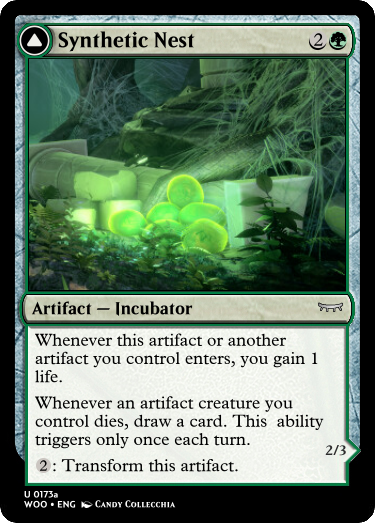 Synthetic Nest 2
Artifact — Incubator
Whenever this artifact or another
artifact you control enters, you gain 1
life.
Whenever an artifact creature you
control dies, draw a card. This ability
triggers only once each turn.
2: Transform this artifact.
2/3
U 0173a
WOO • ENG Candy Collecchia